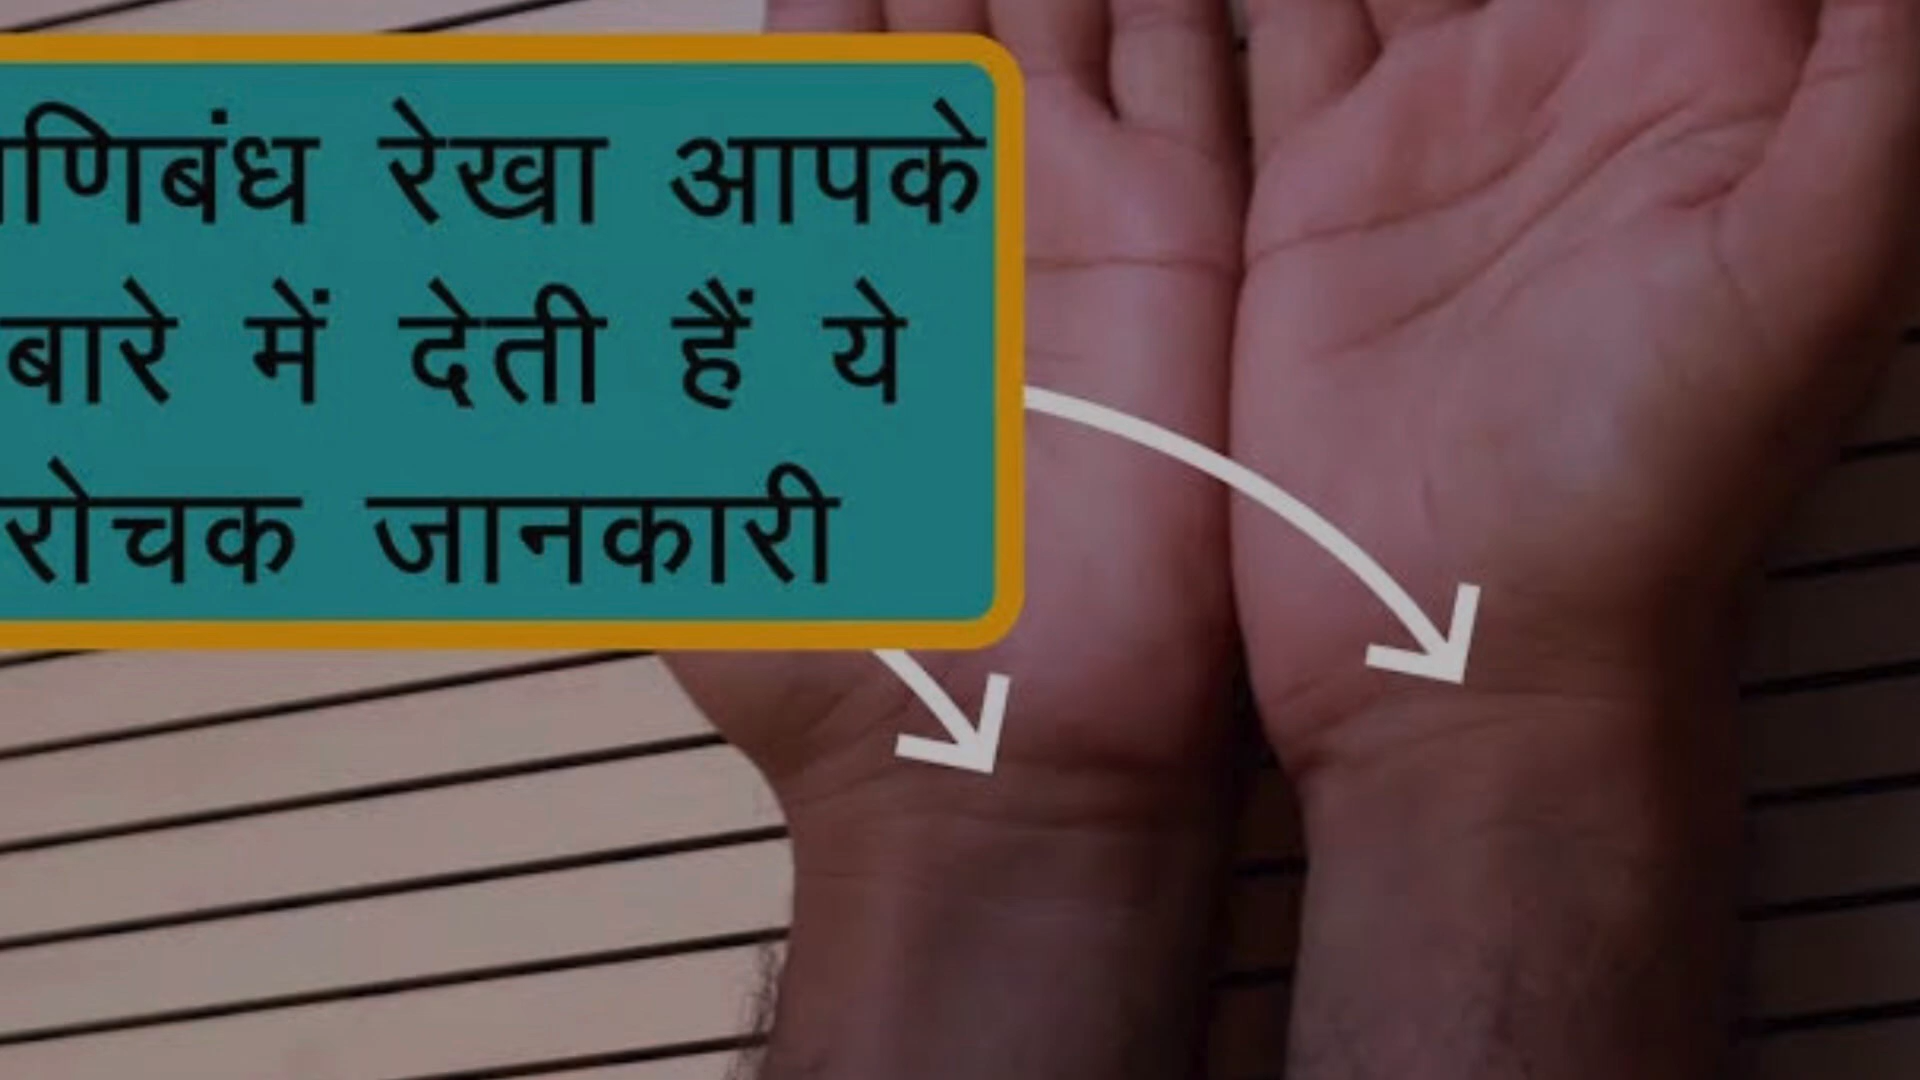 रेखा आपके
बारे में देती हैं ये
रोचक जानकारी